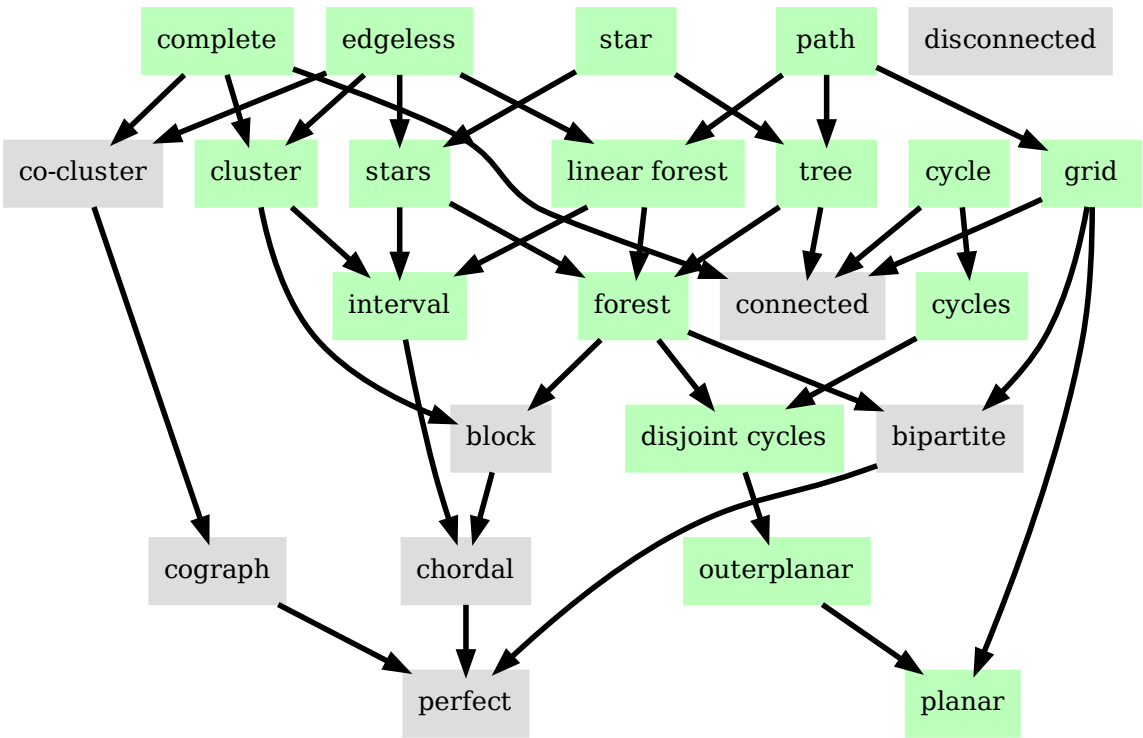 complete
edgeless
star
path
disconnected
co-cluster
cluster
stars
linear forest
tree
cycle
grid
interval
forest
connected
cycles
block
disjoint cycles
bipartite
cograph
chordal
outerplanar
perfect
planar